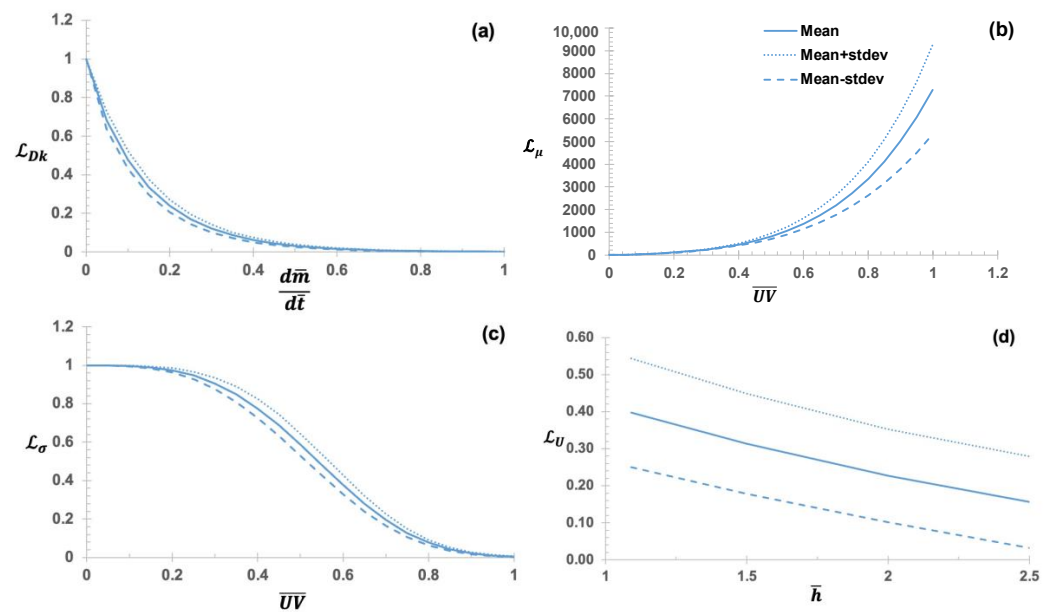 (a)
1.2
1
0.8
0.6
0.4
0.2
0
ℒ_Dk
0 0.2 0.4 0.6 0.8 1
dm̅
dt̅
(b)
Mean
Mean+stdev
Mean-stdev
10,000
9000
8000
7000
6000
5000
4000
3000
2000
1000
0
ℒ_μ
0 0.2 0.4 0.6 0.8 1 1.2
U̅V̅
(c)
1.2
1
0.8
0.6
0.4
0.2
0
ℒ_σ
0 0.2 0.4 0.6 0.8 1
U̅V̅
(d)
0.60
0.50
0.40
0.30
0.20
0.10
0.00
ℒ_U
1 1.5 2 2.5
h̅